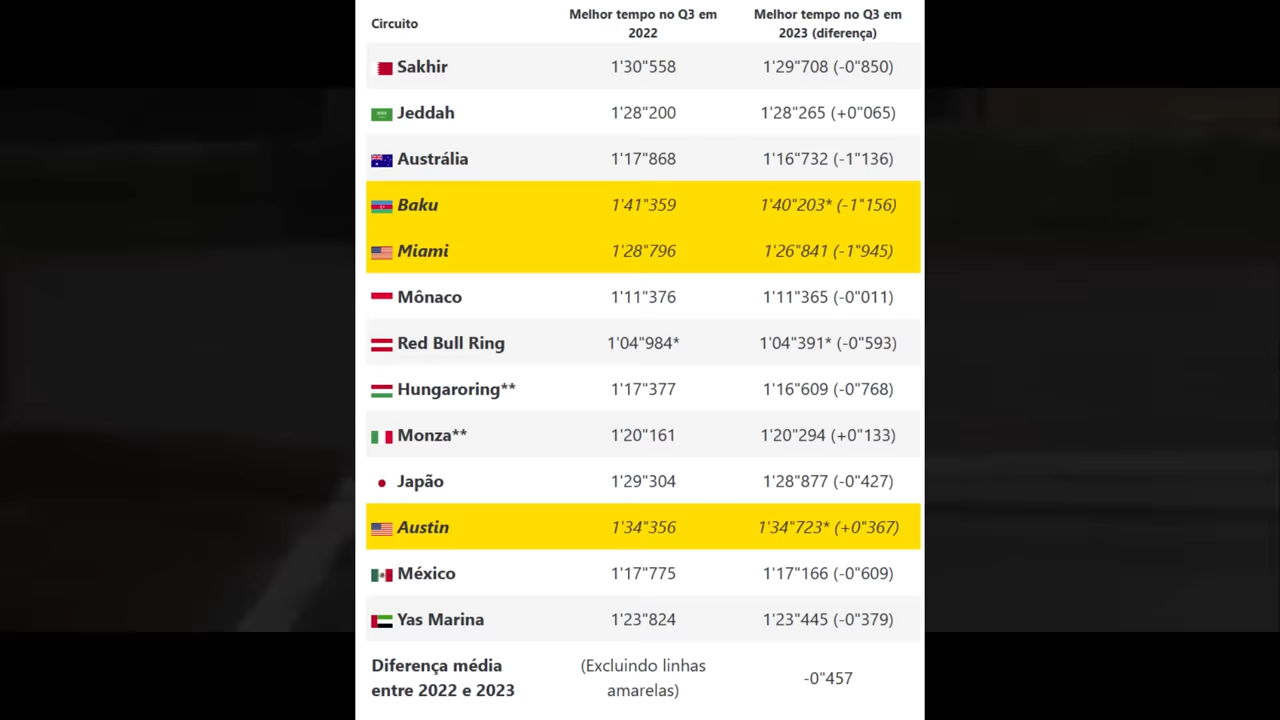 Circuito Melhor tempo no Q3 em 2022 Melhor tempo no Q3 em 2023 (diferença)
Sakhir 1'30"558 1'29"708 (-0"850)
Jeddah 1'28"200 1'28"265 (+0"065)
Austrália 1'17"868 1'16"732 (-1"136)
Baku 1'41"359 1'40"203* (-1"156)
Miami 1'28"796 1'26"841 (-1"945)
Mônaco 1'11"376 1'11"365 (-0"011)
Red Bull Ring 1'04"984* 1'04"391* (-0"593)
Hungaroring** 1'17"377 1'16"609 (-0"768)
Monza** 1'20"161 1'20"294 (+0"133)
Japão 1'29"304 1'28"877 (-0"427)
Austin 1'34"356 1'34"723* (+0"367)
México 1'17"775 1'17"166 (-0"609)
Yas Marina 1'23"824 1'23"445 (-0"379)
Diferença média entre 2022 e 2023 (Excluindo linhas amarelas) -0"457